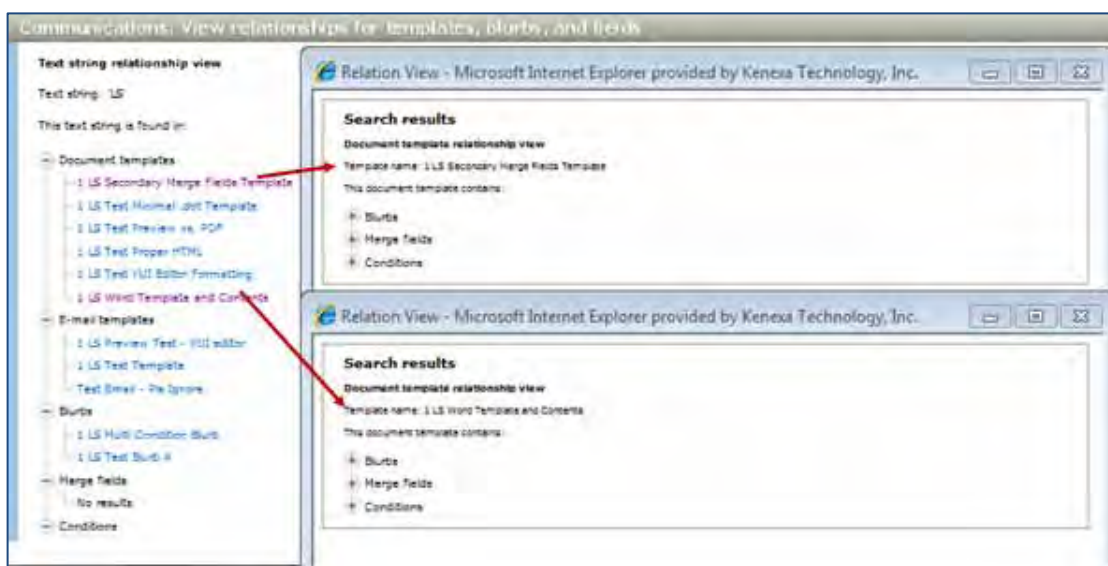 Communications: View relationships for templates, blurbs, and fields
Text string relationship view
Text string: 'LS'
This text string is found in:
Document templates
1 LS Secondary Merge Fields Template
1 LS Test Minimal .dot Template
1 LS Test Preview vs. PDF
1 LS Test Proper HTML
1 LS Test YUI Editor Formatting
1 LS Word Template and Contents
E-mail templates
1 LS Preview Test - YUI editor
1 LS Test Template
Test Email - Pls Ignore
Blurbs
1 LS Multi Condition Blurb
1 LS Test Blurb A
Merge fields
No results
Conditions
Relation View - Microsoft Internet Explorer provided by Kenexa Technology, Inc.
Search results
Document template relationship view
Template name: 1 LS Secondary Merge Fields Template
This document template contains:
Blurbs
Merge fields
Conditions
Relation View - Microsoft Internet Explorer provided by Kenexa Technology, Inc.
Search results
Document template relationship view
Template name: 1 LS Word Template and Contents
This document template contains:
Blurbs
Merge fields
Conditions